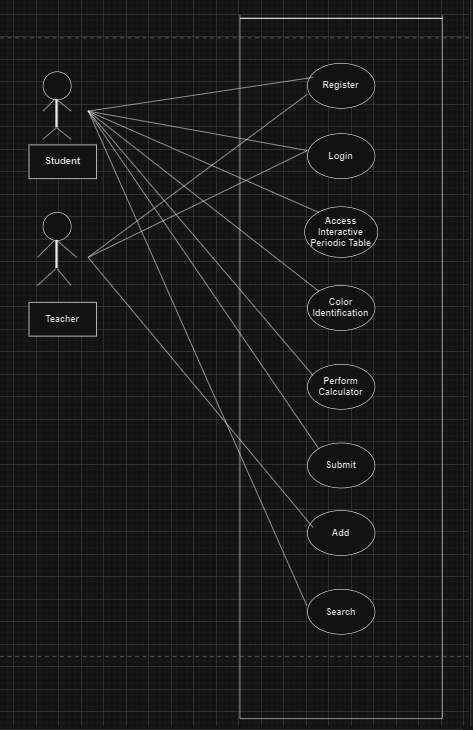 Student
Teacher
Register
Login
Access
Interactive
Periodic Table
Color
Identification
Perform
Calculator
Submit
Add
Search